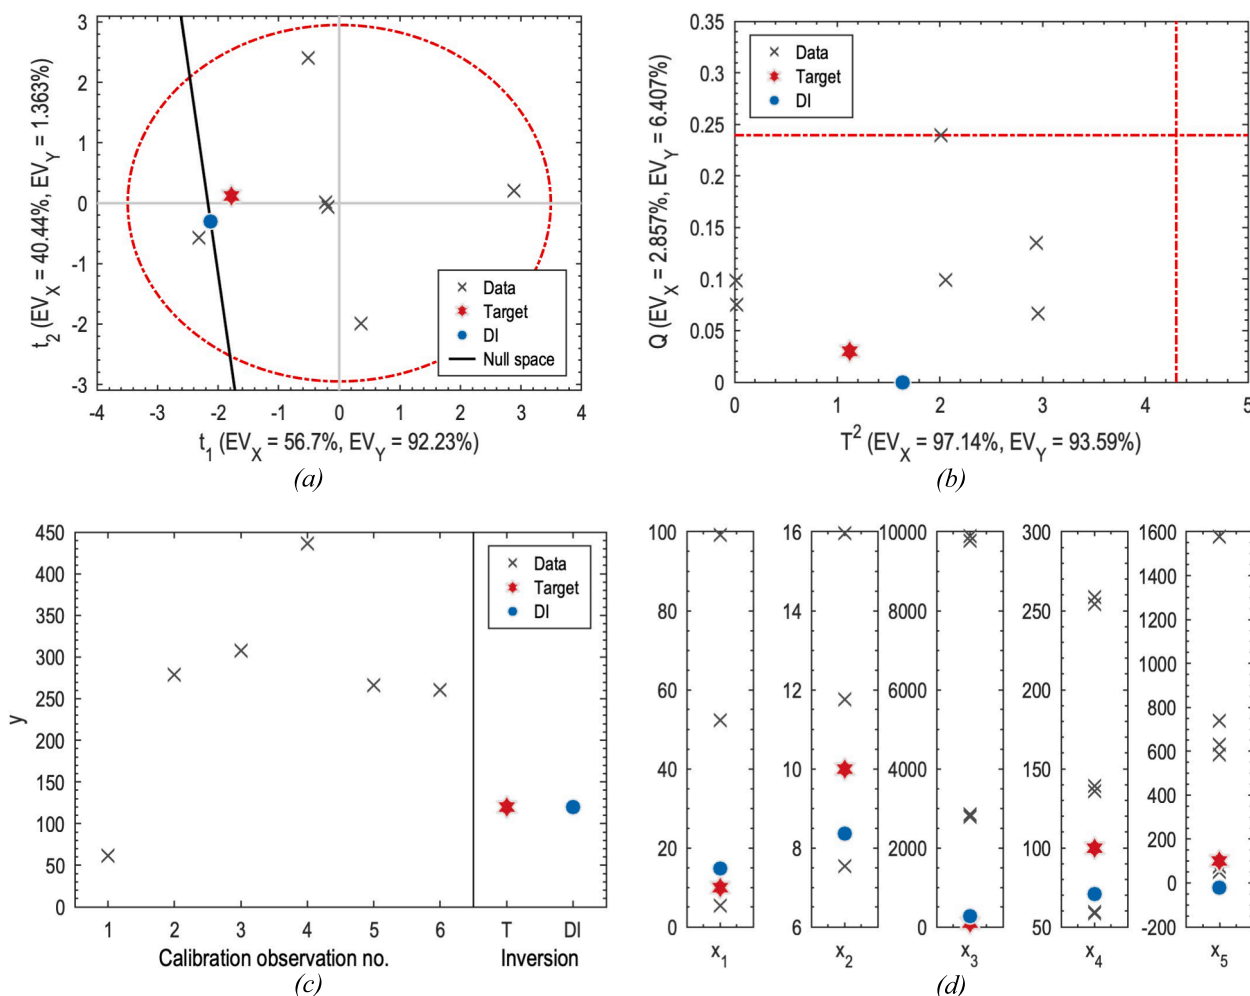 3
2
1
0
-1
-2
-3
t2 (EVX = 40.44%, EVY = 1.363%)
Data
Target
DI
Null space
-4 -3 -2 -1 0 1 2 3 4
t1 (EVX = 56.7%, EVY = 92.23%)
(a)
0.35
0.3
0.25
0.2
0.15
0.1
0.05
0
Q (EVX = 2.857%, EVY = 6.407%)
Data
Target
DI
0 1 2 3 4 5
T2 (EVX = 97.14%, EVY = 93.59%)
(b)
450
400
350
300
250
200
150
100
50
0
y
Data
Target
DI
1 2 3 4 5 6 T DI
Calibration observation no. Inversion
(c)
100
80
60
40
20
0
x1
16
14
12
10
8
6
x2
10000
8000
6000
4000
2000
0
x3
300
250
200
150
100
50
x4
1600
1400
1200
1000
800
600
400
200
0
-200
x5
(d)